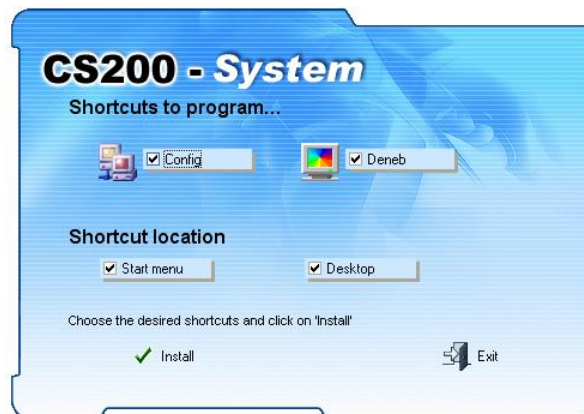 CS200 - System
Shortcuts to program...
Config Deneb
Shortcut location
Start menu Desktop
Choose the desired shortcuts and click on 'Install'
Install Exit